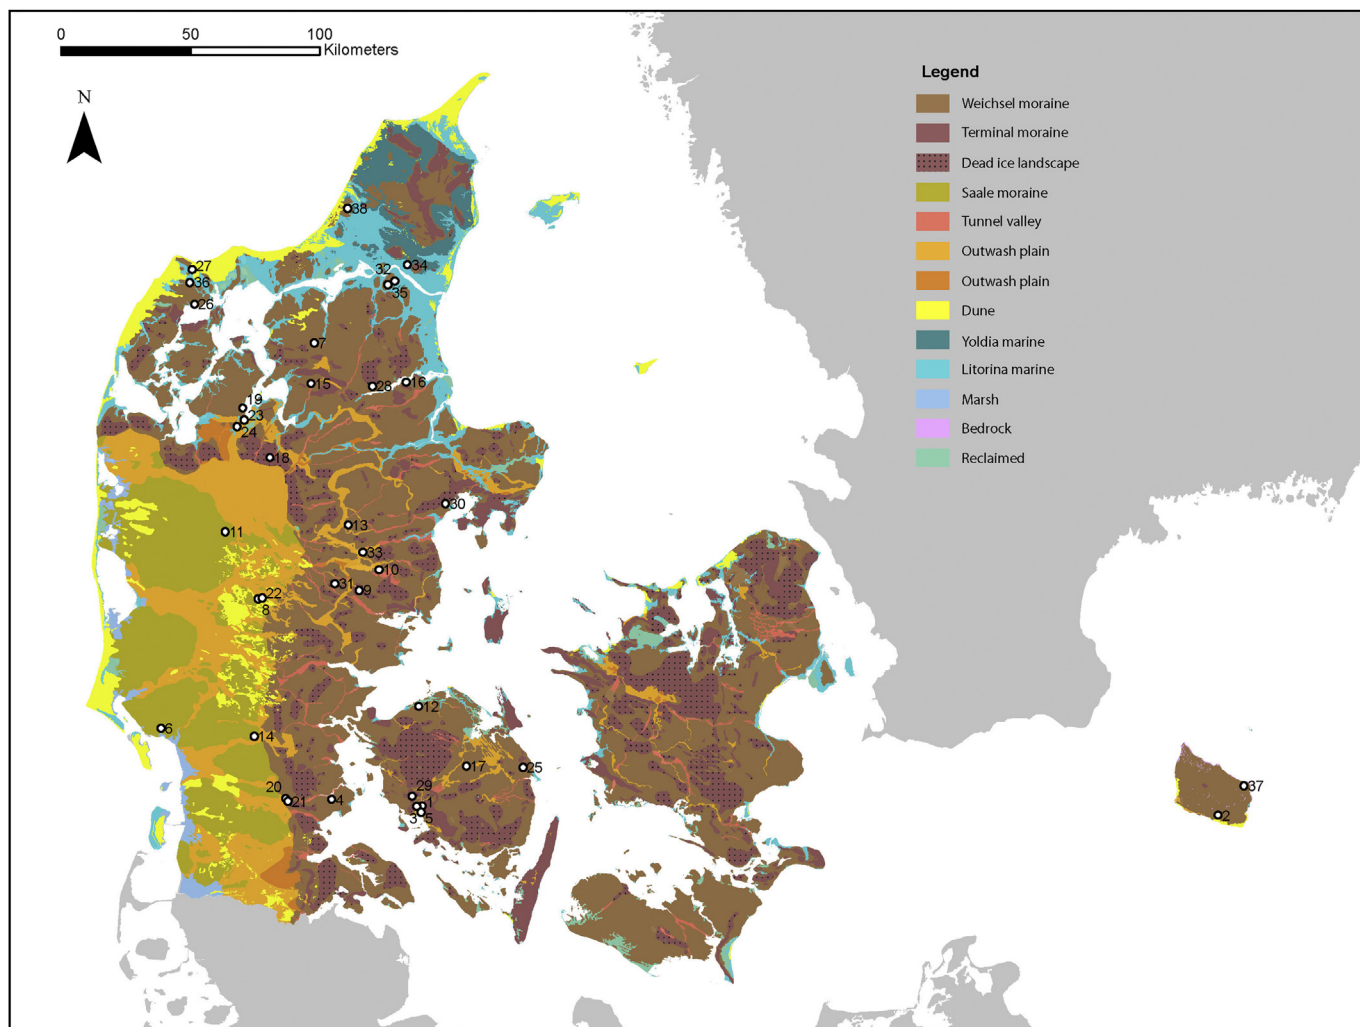 0 50 100
Kilometers
N
Legend
Weichsel moraine
Terminal moraine
Dead ice landscape
Saale moraine
Tunnel valley
Outwash plain
Outwash plain
Dune
Yoldia marine
Litorina marine
Marsh
Bedrock
Reclaimed
38
27
36
26
32
34
35
7
15
28
16
19
23
24
18
30
11
13
33
10
31
9
22
8
12
6
14
17
25
20
21
4
29
1
3
5
37
2